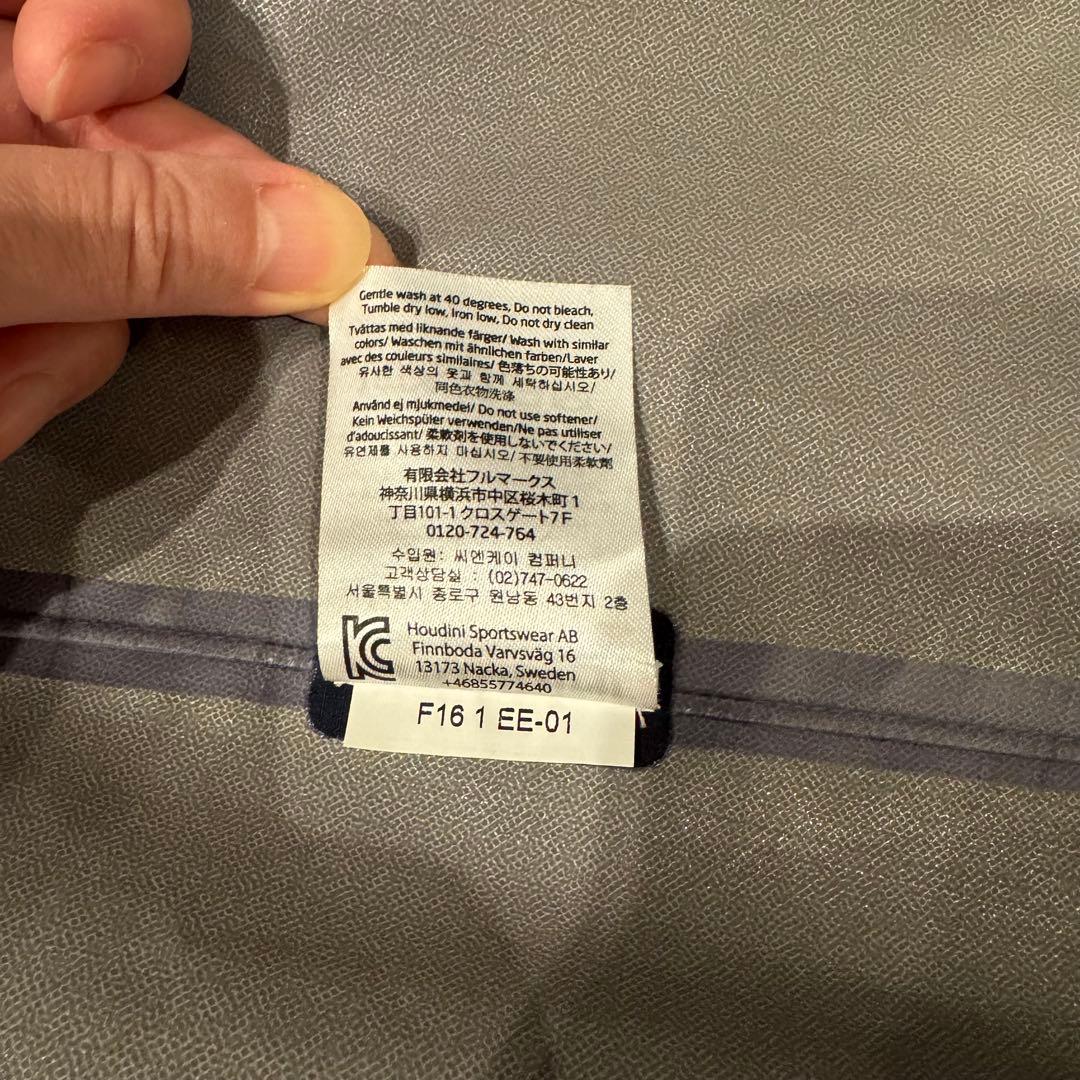 Gentle wash at 40 degrees, Do not bleach,
Tumble dry low, Iron low, Do not dry clean
Tvättas med liknande färger/ Wash with similar
colors/ Waschen mit ähnlichen farben/Laver
avec des couleurs similaires/ 色落ちの可能性あり/
유사한 색상의 옷과 함께 세탁하십시오/
同色衣物洗涤
Använd ej mjukmedel/ Do not use softener/
Kein Weichspüler verwenden/Ne pas utiliser
d'adoucissant/ 柔軟剤を使用しないでください/
유연제를 사용하지 마십시오/ 不要使用柔软劑
有限会社フルマークス
神奈川県横浜市中区桜木町1
丁目101-1 クロスゲート7F
0120-724-764
수입원: 씨엔케이 컴퍼니
고객상담실 : (02)747-0622
서울특별시 종로구 원남동 43번지 2층
KC
Houdini Sportswear AB
Finnboda Varvsväg 16
13173 Nacka, Sweden
+46855774640
F16 1 EE-01